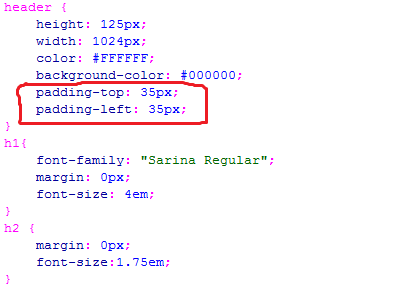 header {
height: 125px;
width: 1024px;
color: #FFFFFF;
background-color: #000000;
padding-top: 35px;
padding-left: 35px;
}
h1{
font-family: "Sarina Regular";
margin: 0px;
font-size: 4em;
}
h2 {
margin: 0px;
font-size:1.75em;
}